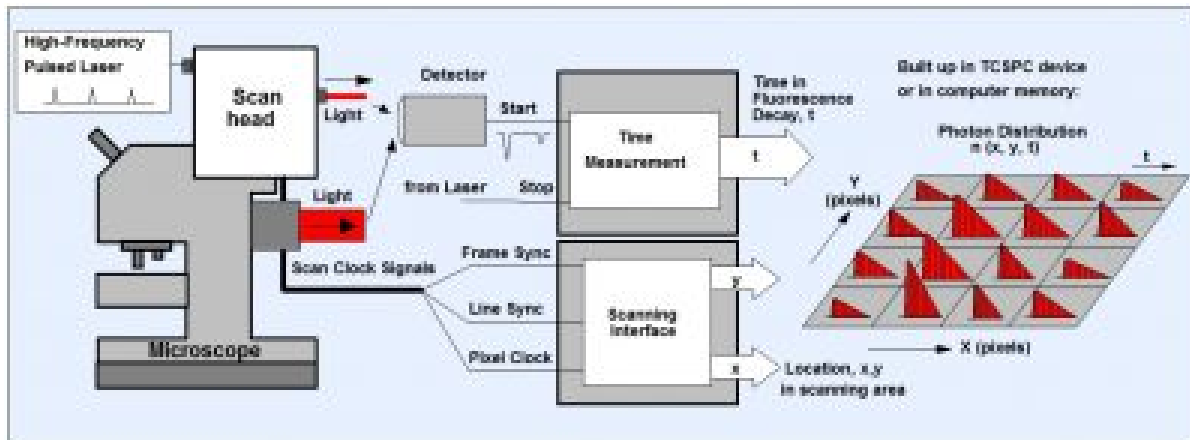 High-Frequency
Pulsed Laser
Scan
head
Light
Detector
Start
from Laser
Stop
Time
Measurement
Time in
Fluorescence
Decay, t
t
Built up in TCSPC device
or in computer memory:
Photon Distribution
n (x, y, t)
t
Y
(pixels)
X (pixels)
Light
Scan Clock Signals
Frame Sync
Line Sync
Pixel Clock
Scanning
Interface
y
x
Location, x,y
in scanning area
Microscope